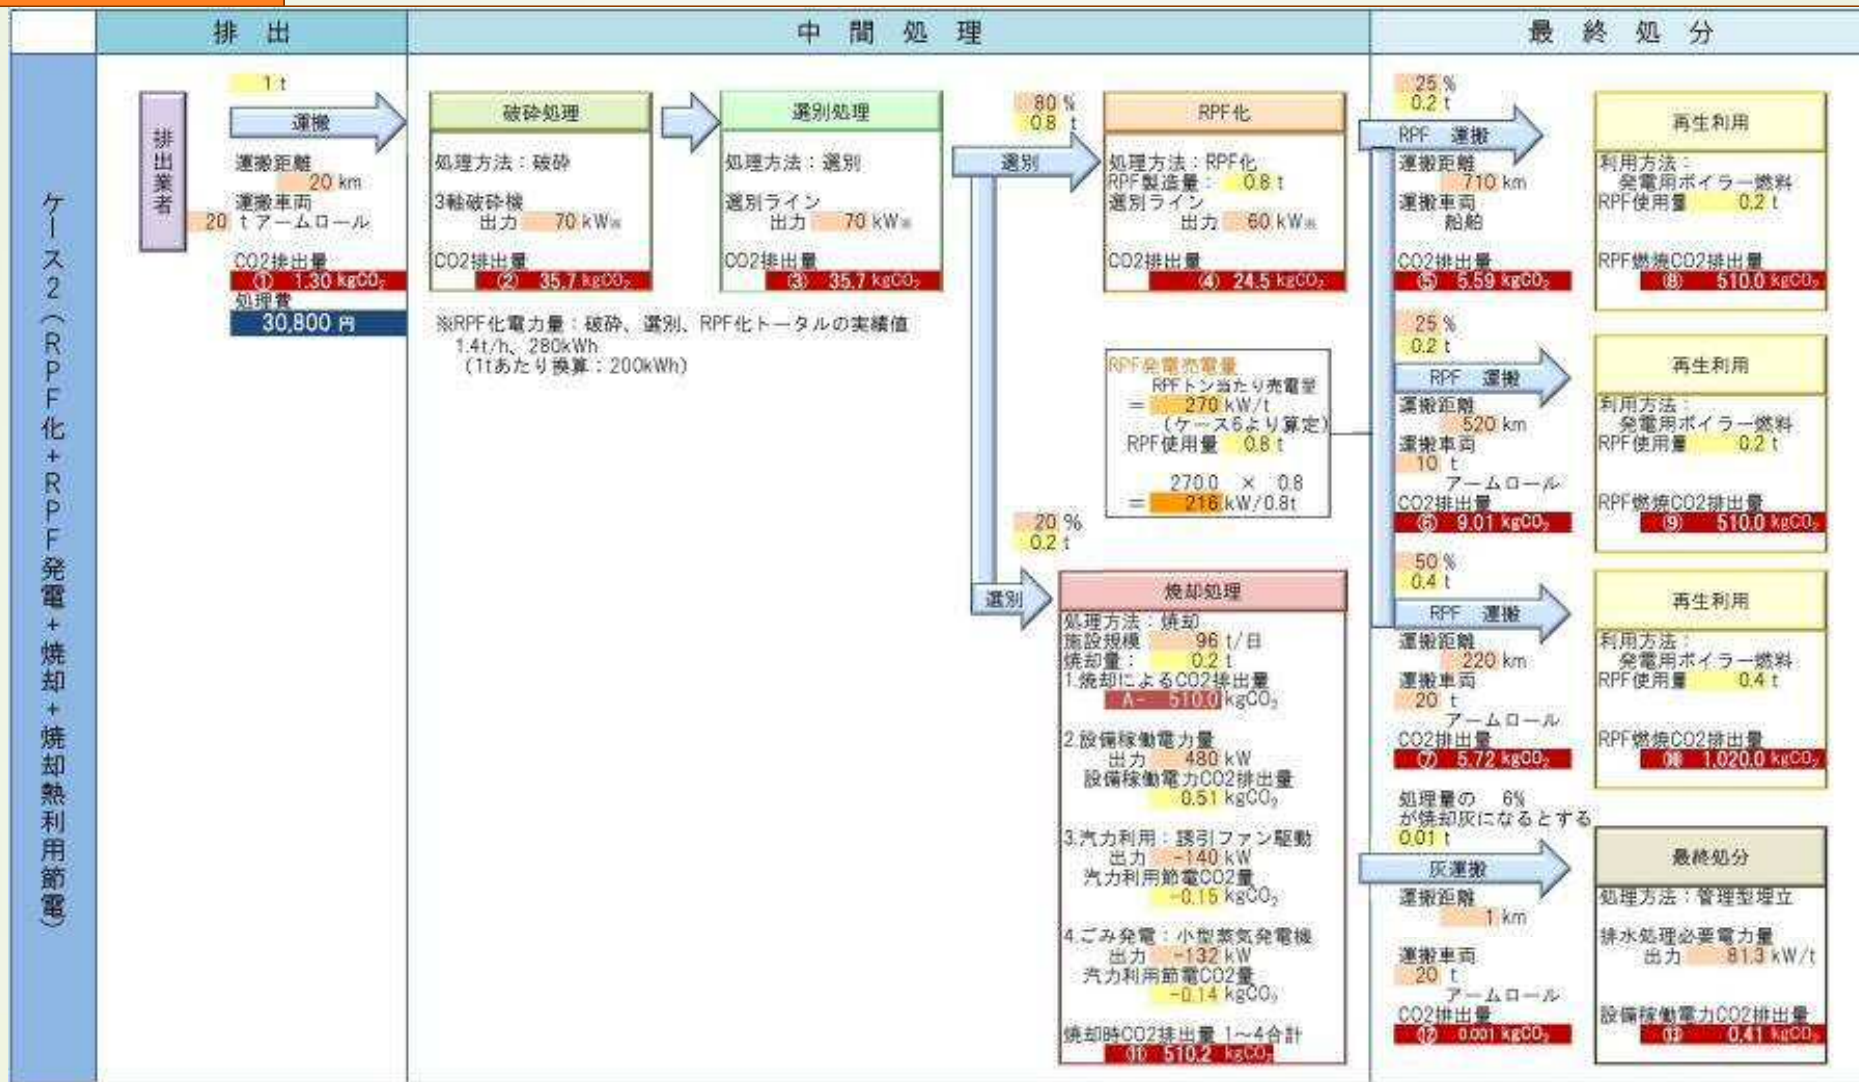 排 出
中 間 処 理
最 終 処 分
ケース2(RPF化+RPF発電+焼却+焼却熱利用節電)
排出業者
1 t
運搬
運搬距離
20 km
運搬車両
20 t アームロール
CO2排出量
① 1.30 kgCO₂
処理費
30,800 円
破砕処理
処理方法：破砕
3軸破砕機
出力 70 kW※
CO2排出量
② 35.7 kgCO₂
選別処理
処理方法：選別
選別ライン
出力 70 kW※
CO2排出量
③ 35.7 kgCO₂
※RPF化電力量：破砕、選別、RPF化トータルの実績値
1.4t/h、280kWh
(1tあたり換算：200kWh)
80 %
0.8 t
選別
RPF化
処理方法：RPF化
RPF製造量： 0.8 t
選別ライン
出力 60 kW※
CO2排出量
④ 24.5 kgCO₂
RPF発電売電量
RPFトン当たり売電量
= 270 kW/t
(ケース6より算定)
RPF使用量 0.8 t
270.0 × 0.8
= 216 kW/0.8t
20 %
0.2 t
選別
焼却処理
処理方法：焼却
施設規模 96 t/日
焼却量： 0.2 t
1.焼却によるCO2排出量
A- 510.0 kgCO₂
2.設備稼働電力量
出力 480 kW
設備稼働電力CO2排出量
0.51 kgCO₂
3.汽力利用：誘引ファン駆動
出力 -140 kW
汽力利用節電CO2量
-0.15 kgCO₂
4.ごみ発電：小型蒸気発電機
出力 -132 kW
汽力利用節電CO2量
-0.14 kgCO₂
焼却時CO2排出量 1～4合計
⑪ 510.2 kgCO₂
25 %
0.2 t
RPF 運搬
運搬距離
710 km
運搬車両
船舶
CO2排出量
⑤ 5.59 kgCO₂
再生利用
利用方法：
発電用ボイラー燃料
RPF使用量 0.2 t
RPF燃焼CO2排出量
⑧ 510.0 kgCO₂
25 %
0.2 t
RPF 運搬
運搬距離
520 km
運搬車両
10 t
アームロール
CO2排出量
⑥ 9.01 kgCO₂
再生利用
利用方法：
発電用ボイラー燃料
RPF使用量 0.2 t
RPF燃焼CO2排出量
⑨ 510.0 kgCO₂
50 %
0.4 t
RPF 運搬
運搬距離
220 km
運搬車両
20 t
アームロール
CO2排出量
⑦ 5.72 kgCO₂
再生利用
利用方法：
発電用ボイラー燃料
RPF使用量 0.4 t
RPF燃焼CO2排出量
⑩ 1,020.0 kgCO₂
処理量の 6%
が焼却灰になるとする
0.01 t
灰運搬
運搬距離
1 km
運搬車両
20 t
アームロール
CO2排出量
⑫ 0.001 kgCO₂
最終処分
処理方法：管理型埋立
排水処理必要電力量
出力 81.3 kW/t
設備稼働電力CO2排出量
⑬ 0.41 kgCO₂